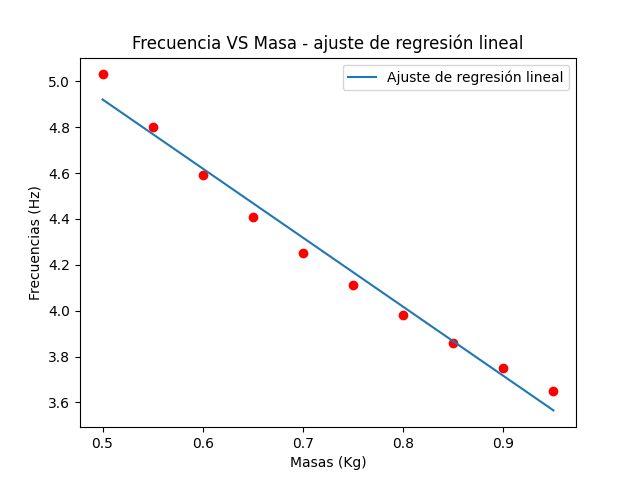 Frecuencia VS Masa - ajuste de regresión lineal
Ajuste de regresión lineal
Frecuencias (Hz)
5.0
4.8
4.6
4.4
4.2
4.0
3.8
3.6
0.5 0.6 0.7 0.8 0.9
Masas (Kg)